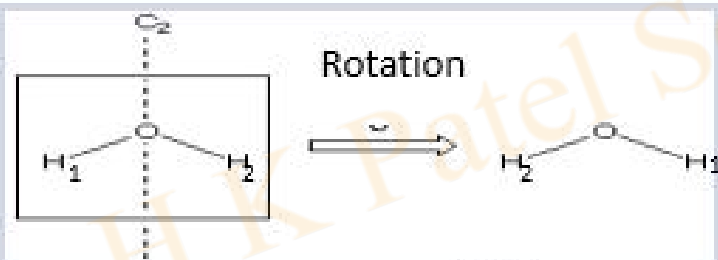 C₂
Rotation
O
H₁ H₂
O
H₂ H₁
H K Patel S